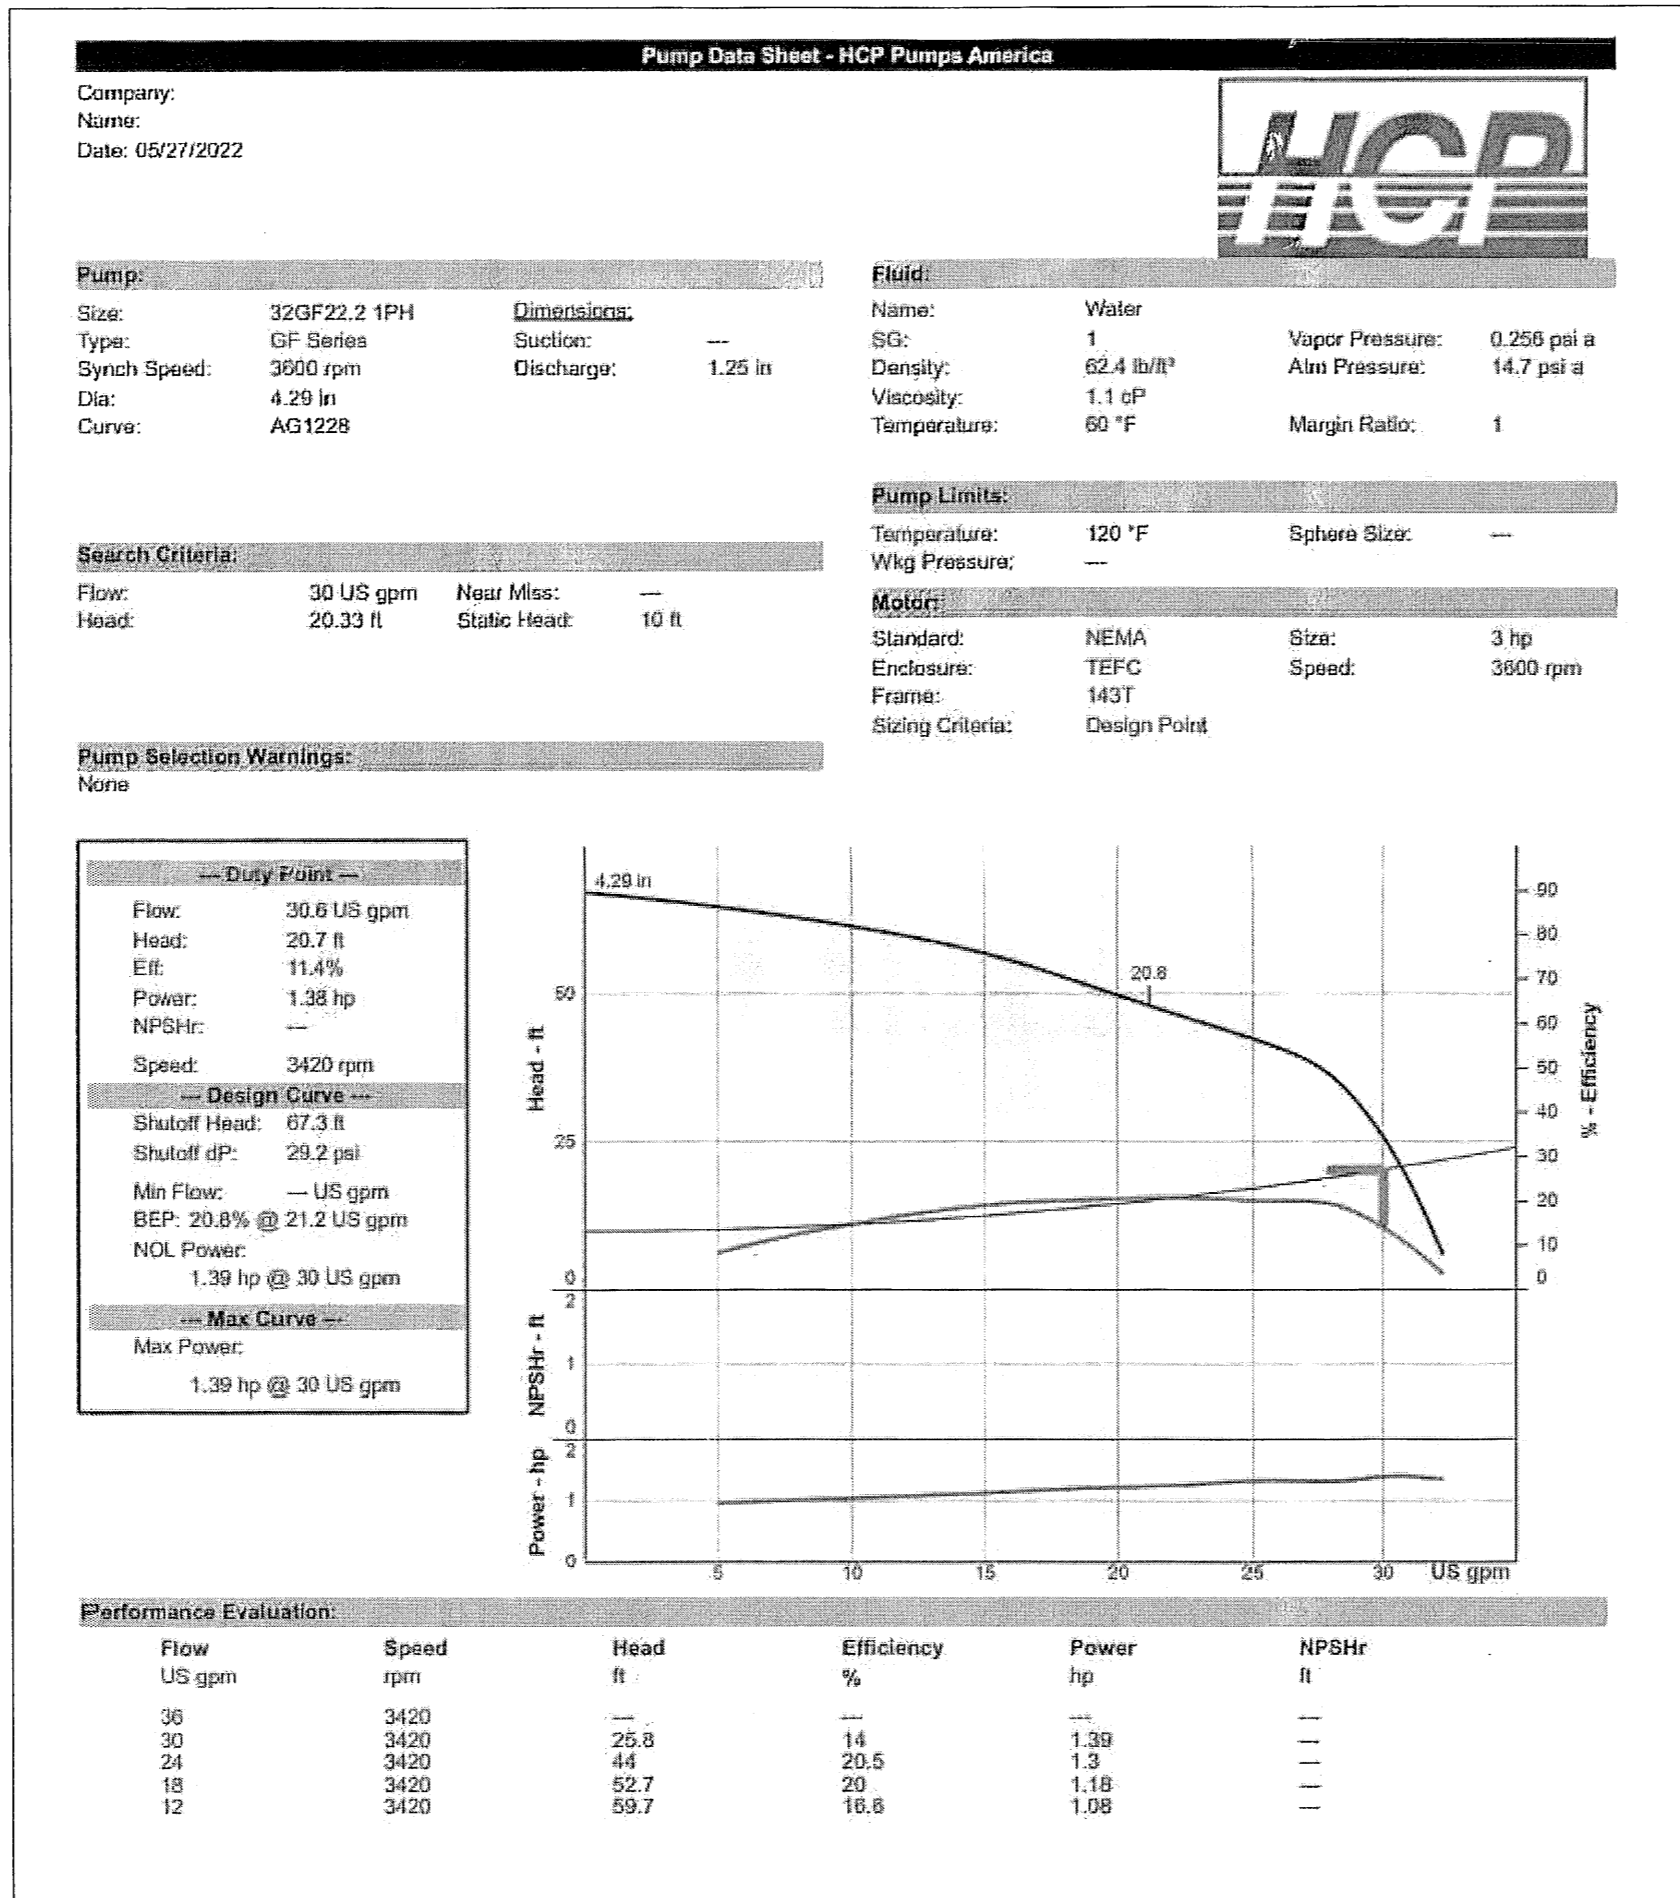 Pump Data Sheet - HCP Pumps America
Company:
Name:
Date: 05/27/2022
HCP
Pump:
Size: 32GF22.2 1PH Dimensions:
Type: GF Series Suction: ---
Synch Speed: 3600 rpm Discharge: 1.25 in
Dia: 4.29 in
Curve: AG1228
Fluid:
Name: Water
SG: 1 Vapor Pressure: 0.256 psi a
Density: 62.4 lb/ft³ Atm Pressure: 14.7 psi a
Viscosity: 1.1 cP
Temperature: 60 °F Margin Ratio: 1
Pump Limits:
Temperature: 120 °F Sphere Size: ---
Wkg Pressure: ---
Search Criteria:
Flow: 30 US gpm Near Miss: ---
Head: 20.33 ft Static Head: 10 ft
Motor:
Standard: NEMA Size: 3 hp
Enclosure: TEFC Speed: 3600 rpm
Frame: 143T
Sizing Criteria: Design Point
Pump Selection Warnings:
None
--- Duty Point ---
Flow: 30.6 US gpm
Head: 20.7 ft
Eff: 11.4%
Power: 1.38 hp
NPSHr: ---
Speed: 3420 rpm
--- Design Curve ---
Shutoff Head: 67.3 ft
Shutoff dP: 29.2 psi
Min Flow: --- US gpm
BEP: 20.8% @ 21.2 US gpm
NOL Power:
1.39 hp @ 30 US gpm
--- Max Curve ---
Max Power:
1.39 hp @ 30 US gpm
4.29 in
20.8
Head - ft
50
25
0
% - Efficiency
90
80
70
60
50
40
30
20
10
0
NPSHr - ft
2
1
0
Power - hp
2
1
0
5 10 15 20 25 30 US gpm
Performance Evaluation:
Flow Speed Head Efficiency Power NPSHr
US gpm rpm ft % hp ft
36 3420 --- --- --- ---
30 3420 25.8 14 1.39 ---
24 3420 44 20.5 1.3 ---
18 3420 52.7 20 1.18 ---
12 3420 59.7 16.6 1.08 ---